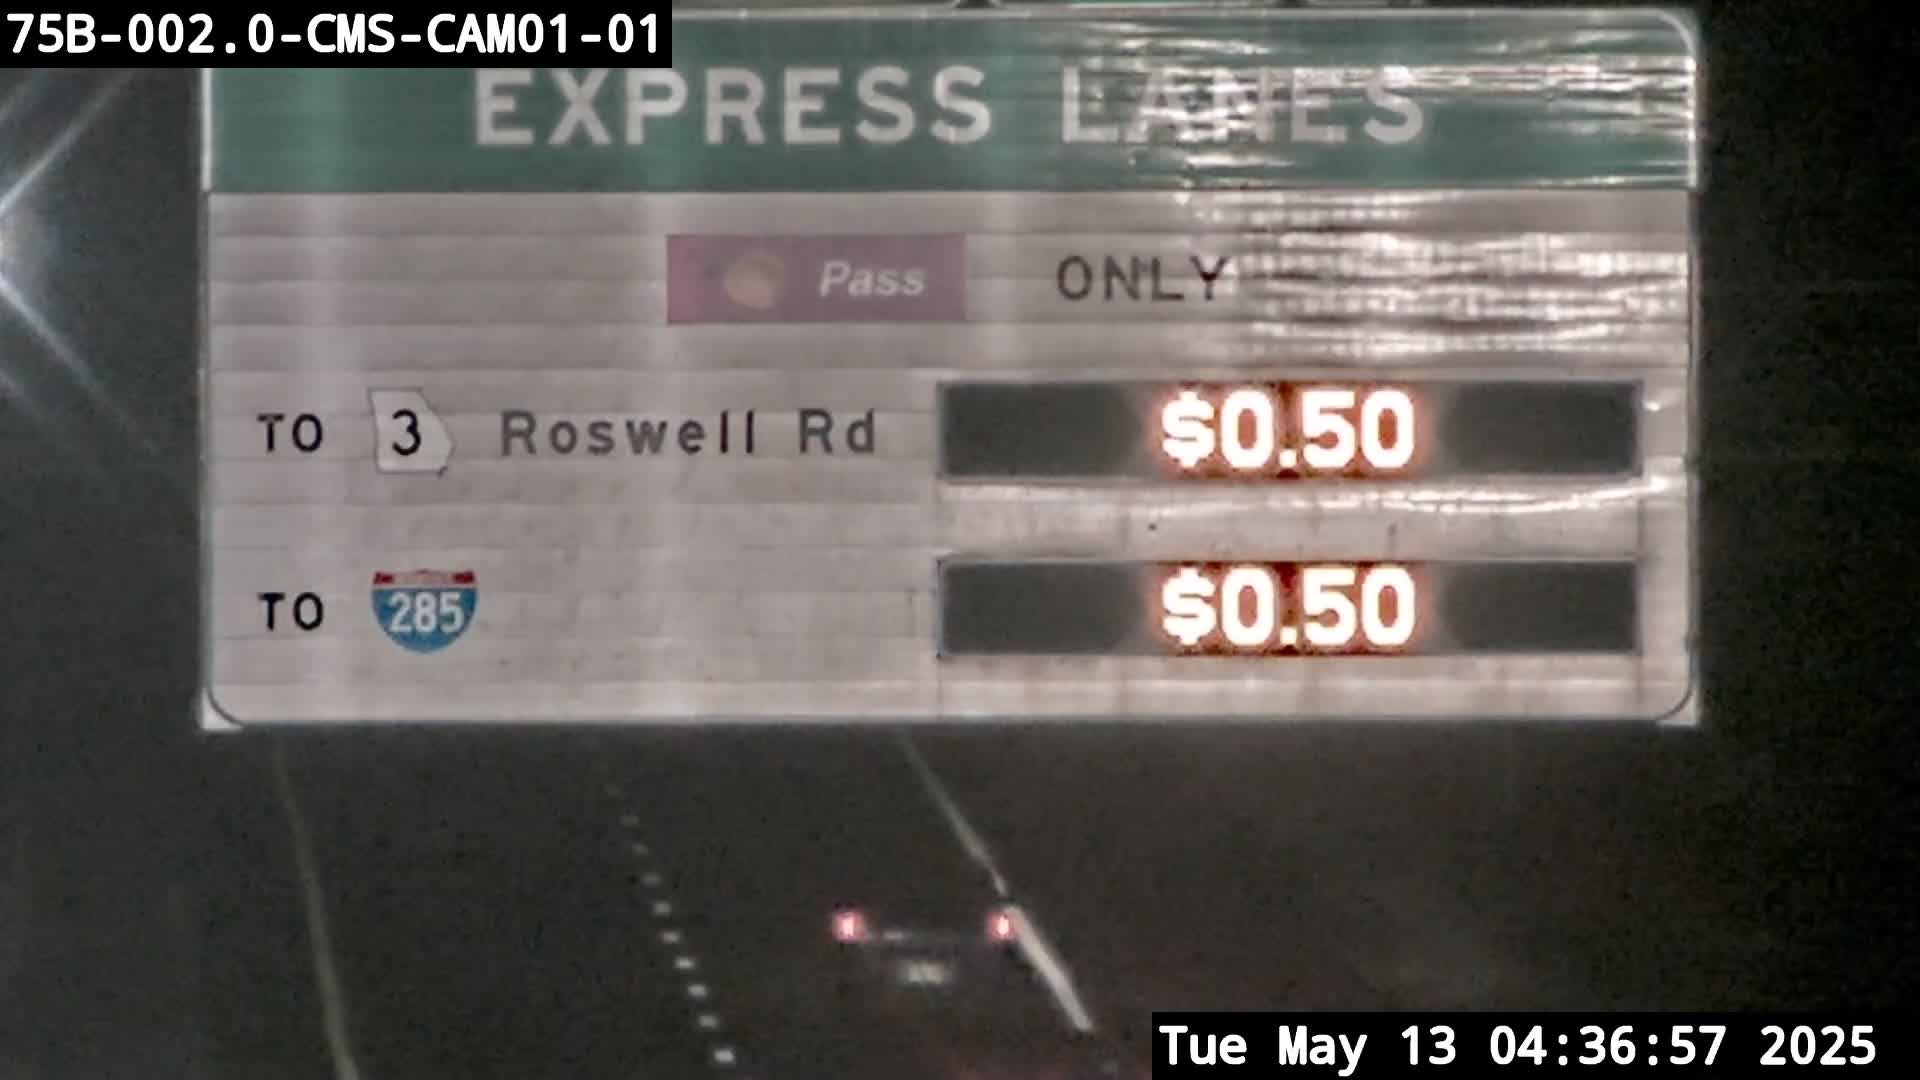 75B-002.0-CMS-CAM01-01
EXPRESS LANES
Pass ONLY
TO 3 Roswell Rd $0.50
TO 285 $0.50
Tue May 13 04:36:57 2025